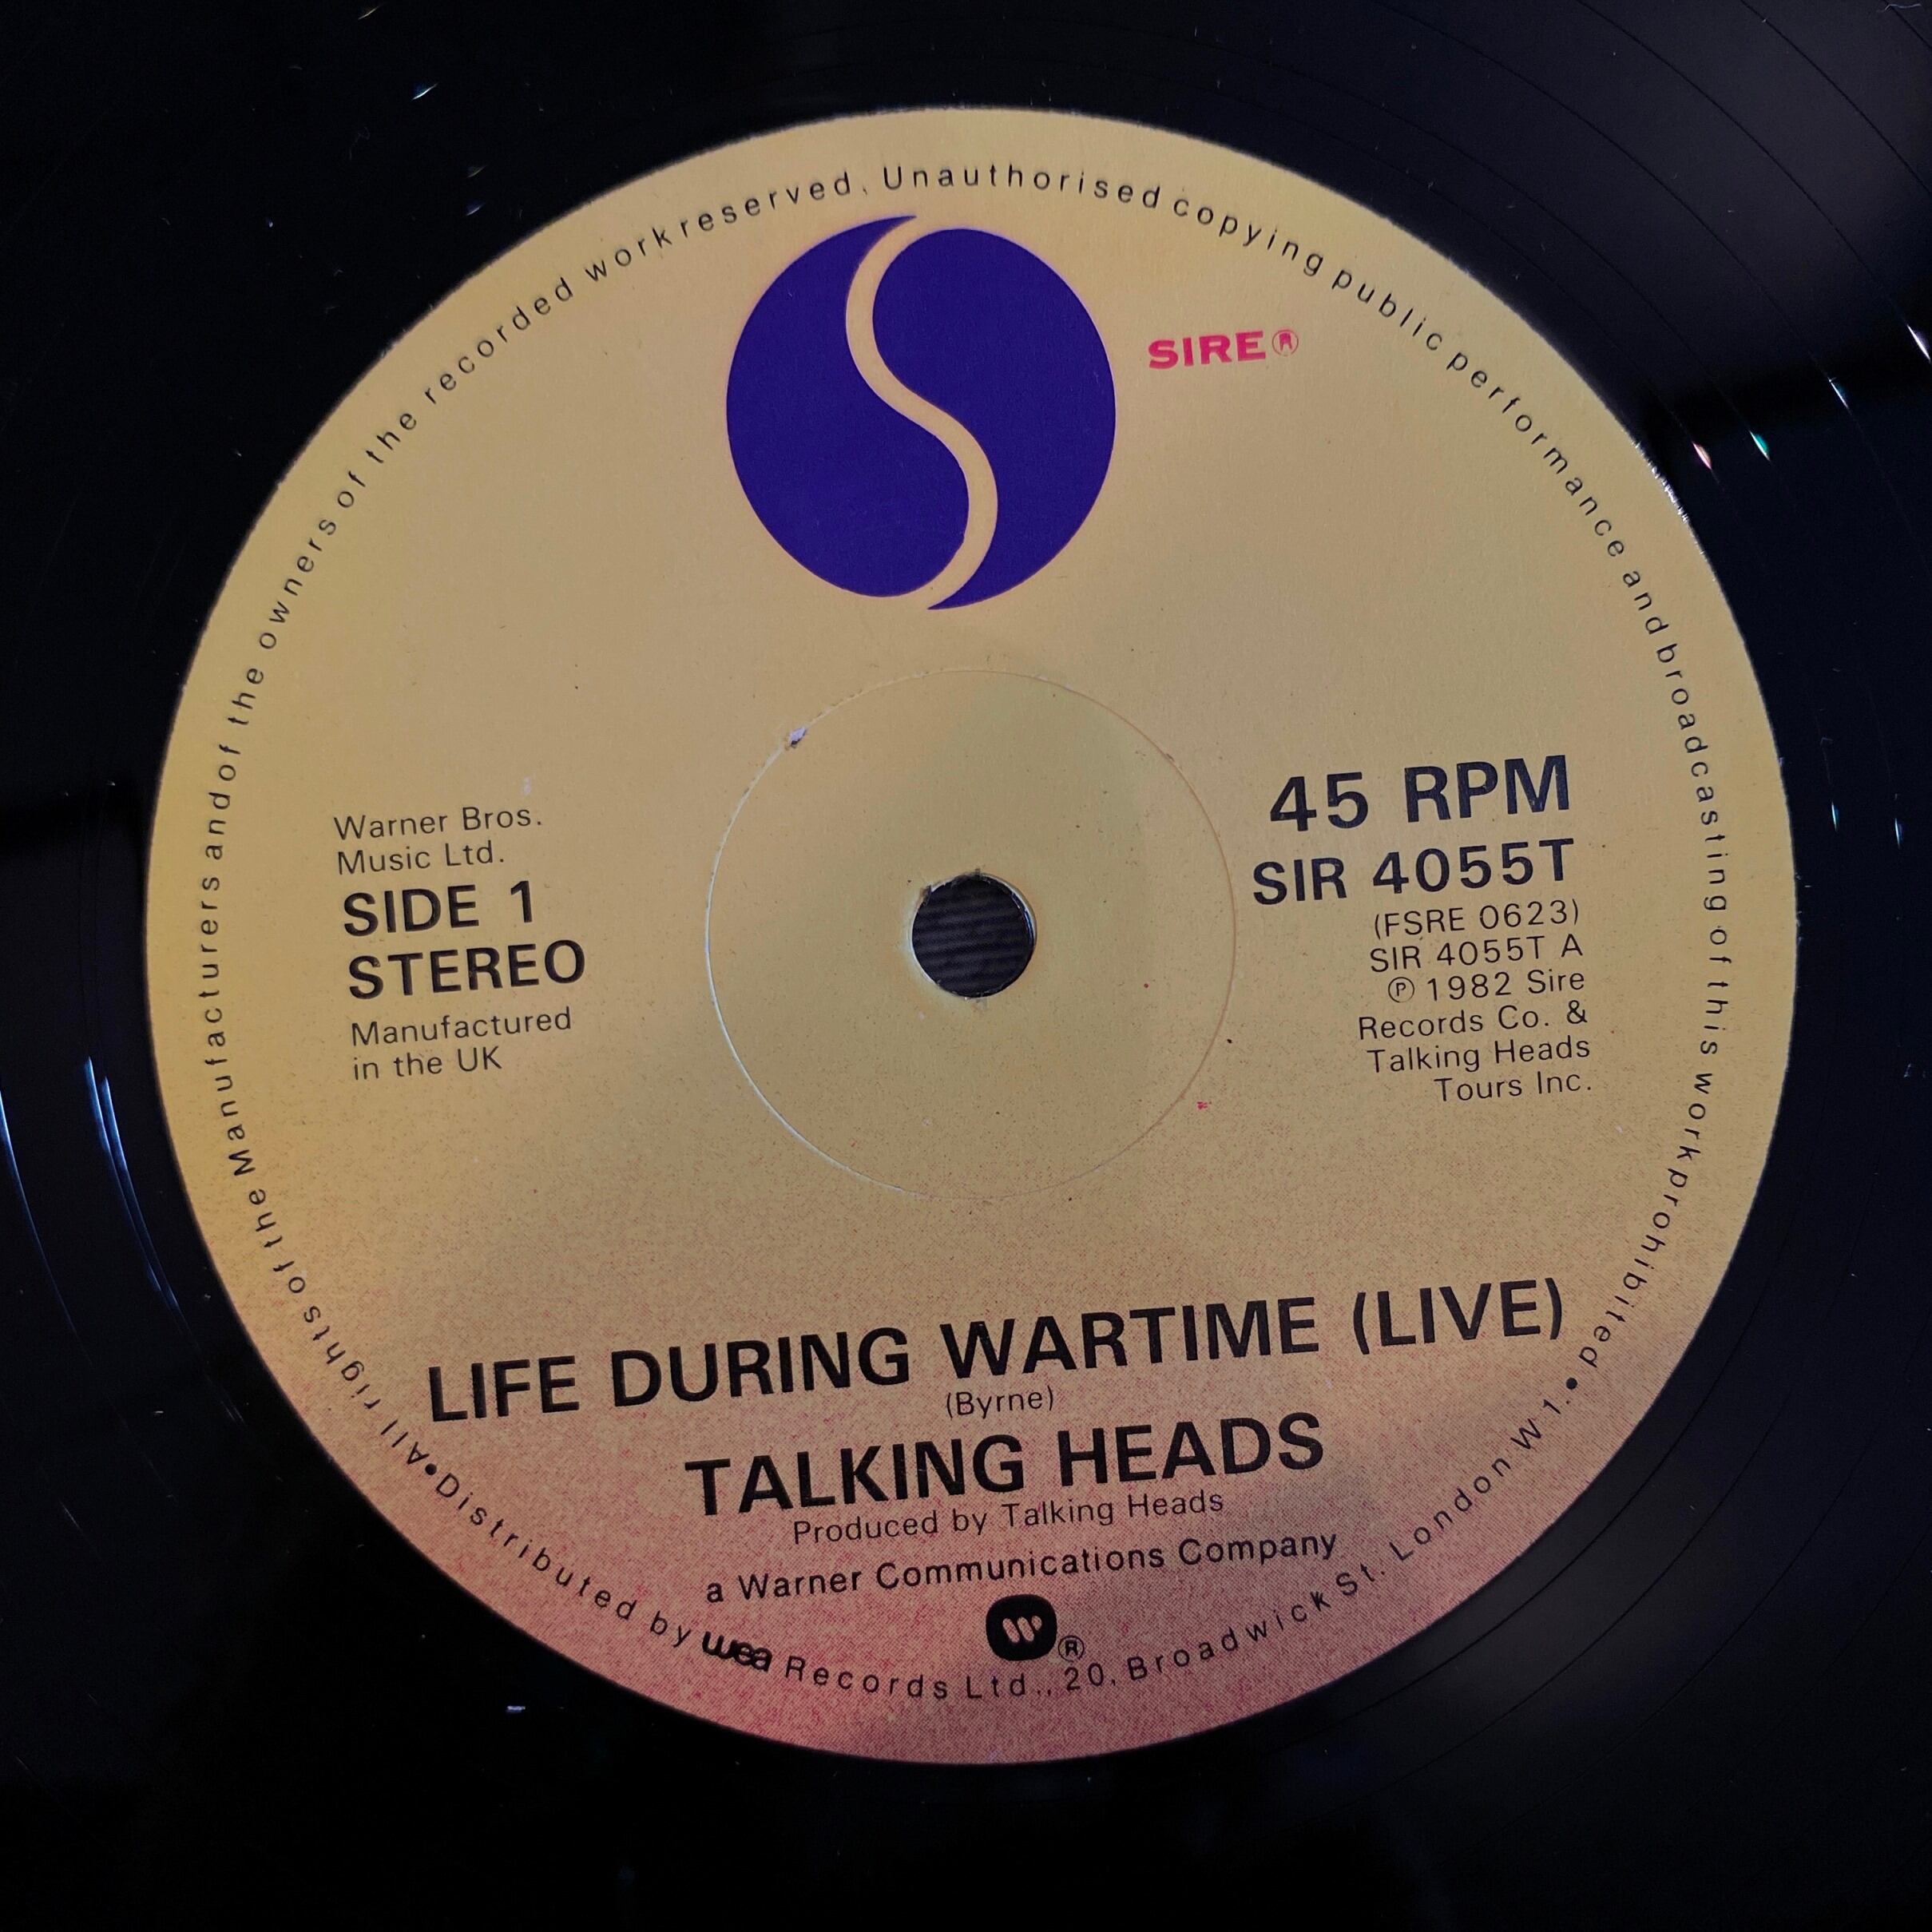 SIRE®
Warner Bros.
Music Ltd.
SIDE 1
STEREO
Manufactured
in the UK
45 RPM
SIR 4055T
(FSRE 0623)
SIR 4055T A
℗ 1982 Sire
Records Co. &
Talking Heads
Tours Inc.
LIFE DURING WARTIME (LIVE)
(Byrne)
TALKING HEADS
Produced by Talking Heads
a Warner Communications Company
W®
•All rights of the Manufacturers and of the owners of the recorded work reserved. Unauthorised copying public performance and broadcasting of this work prohibited•
Distributed by wea Records Ltd., 20, Broadwick St. London W 1.